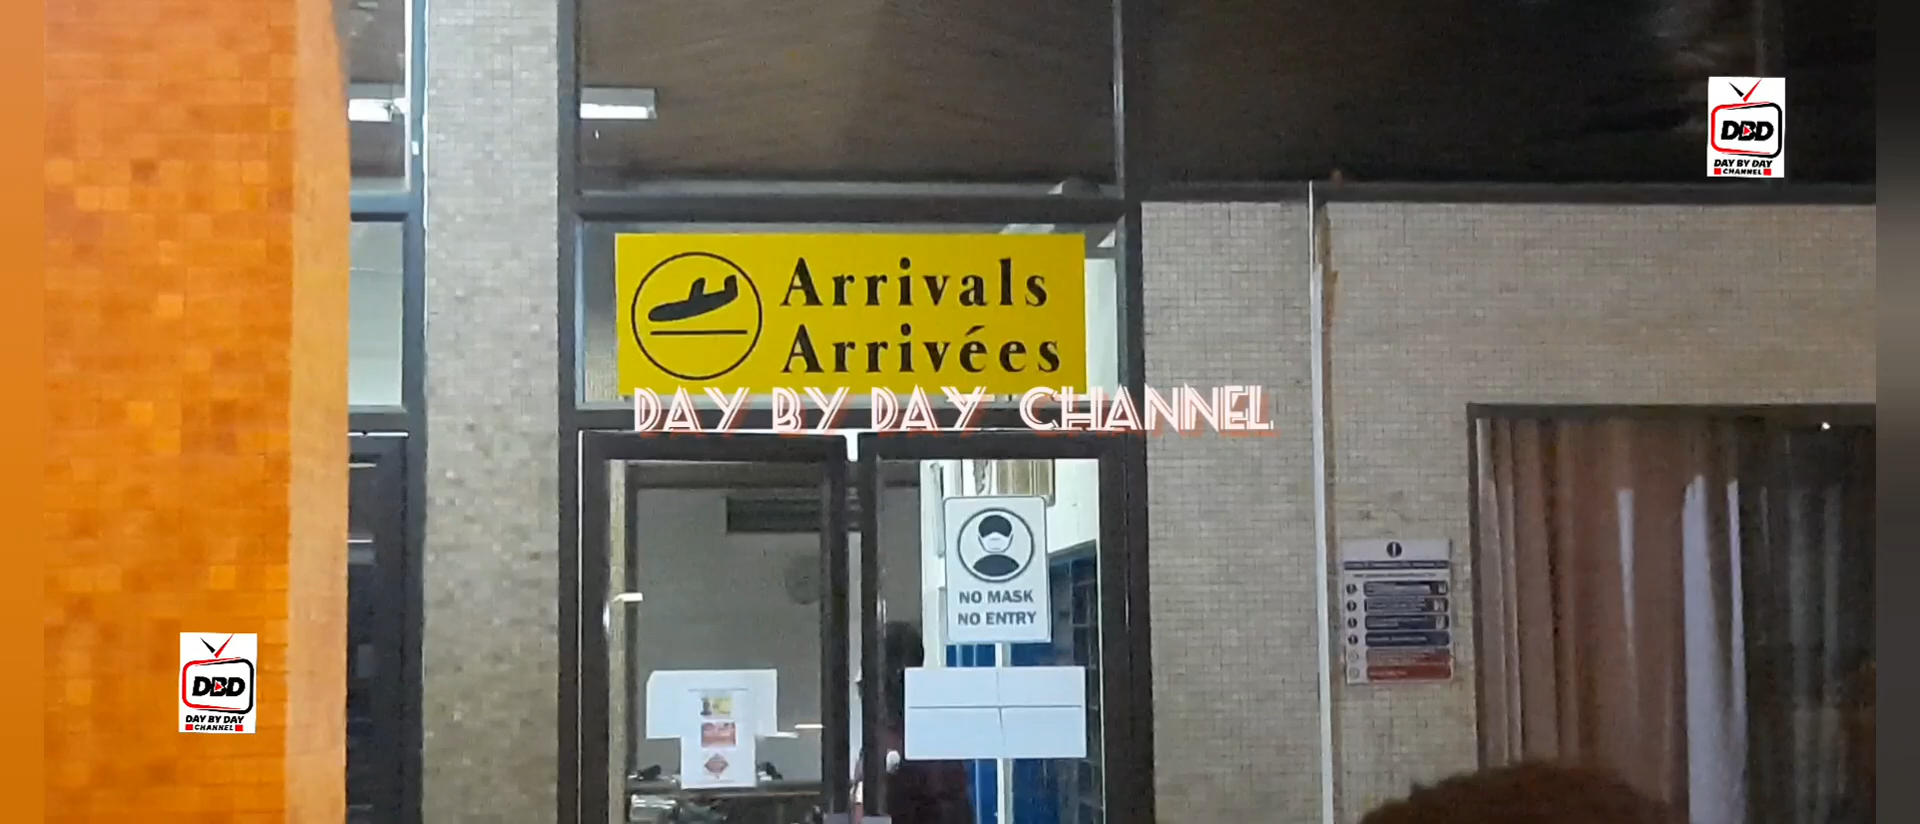 DBD
DAY BY DAY
CHANNEL
Arrivals
Arrivées
DAY BY DAY CHANNEL
NO MASK
NO ENTRY
DBD
DAY BY DAY
CHANNEL